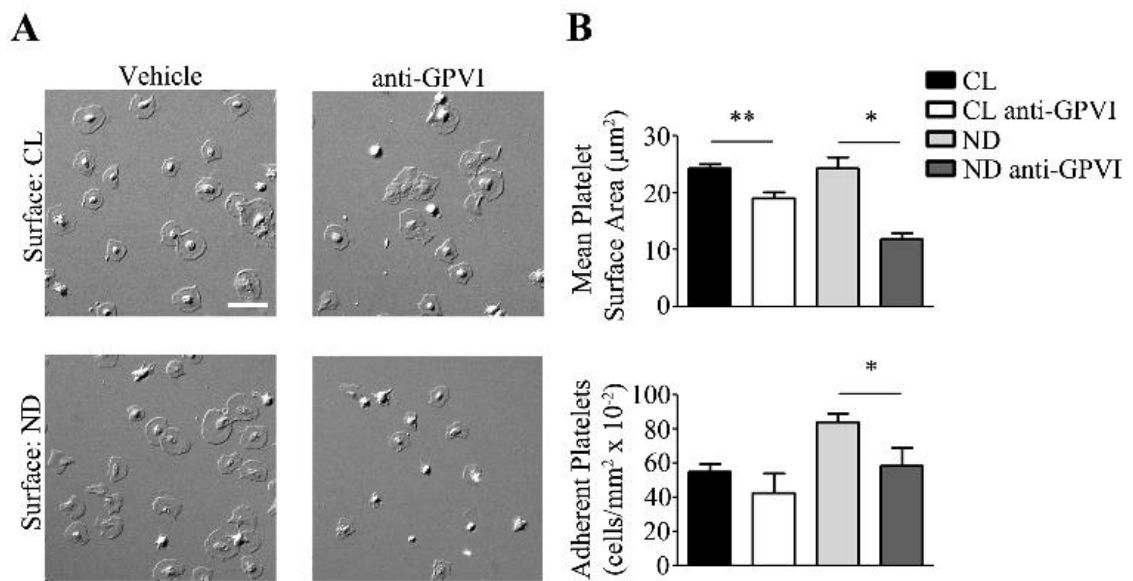 A
B
Vehicle
anti-GPVI
Surface: CL
Surface: ND
CL
CL anti-GPVI
ND
ND anti-GPVI
**
*
Mean Platelet
Surface Area (μm²)
30
20
10
0
*
Adherent Platelets
(cells/mm² x 10⁻²)
100
80
60
40
20
0